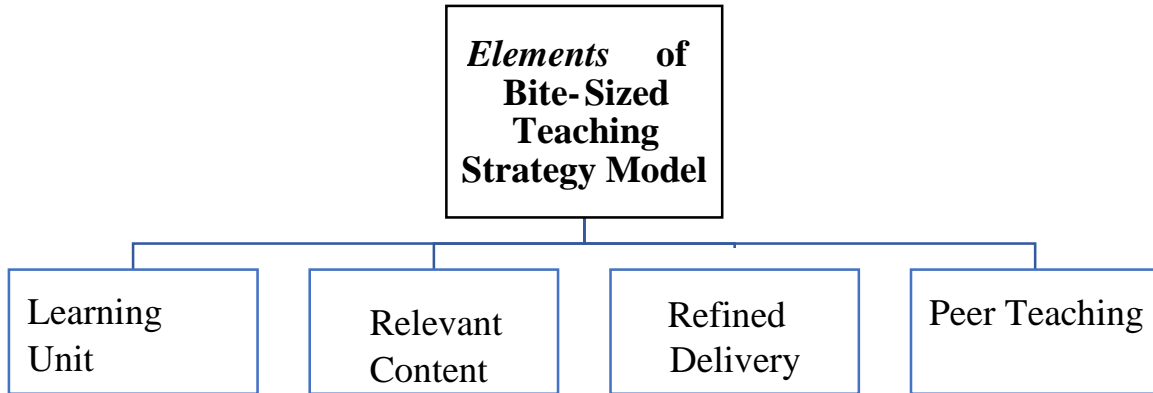 Elements of
Bite-Sized
Teaching
Strategy Model
Learning
Unit
Relevant
Content
Refined
Delivery
Peer Teaching